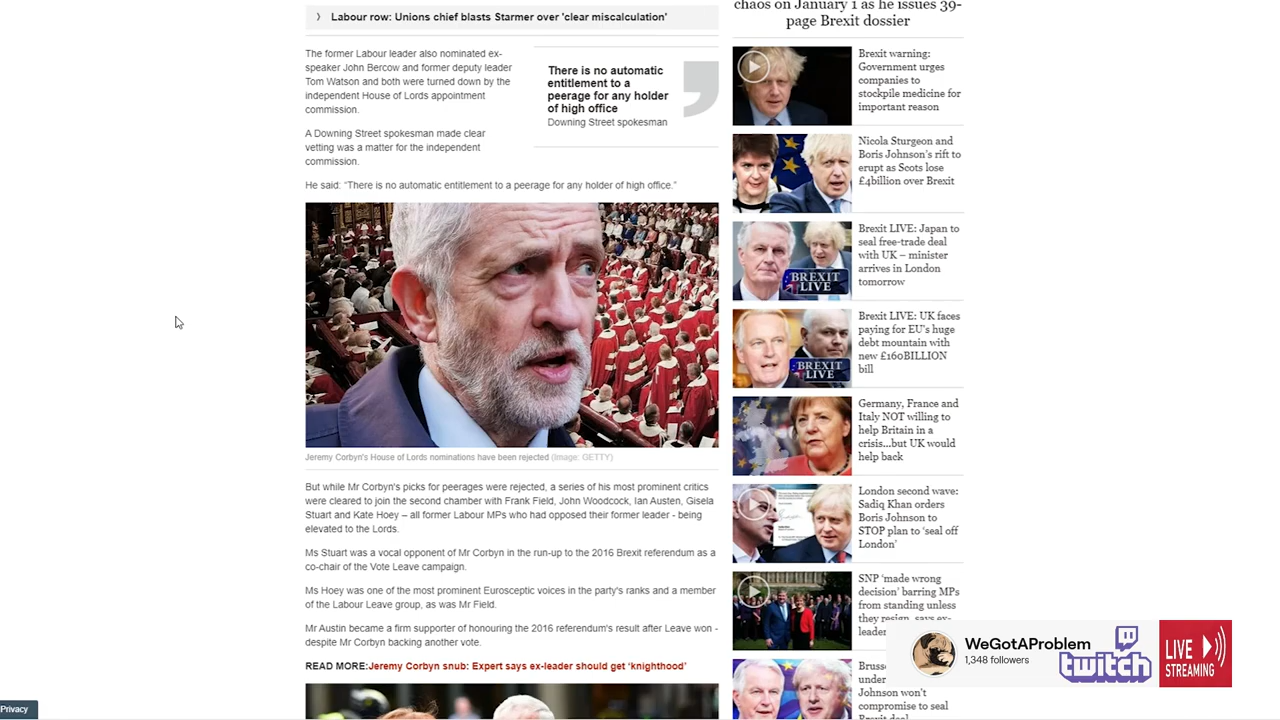 Labour row: Unions chief blasts Starmer over 'clear miscalculation'
The former Labour leader also nominated ex-
speaker John Bercow and former deputy leader
Tom Watson and both were turned down by the
independent House of Lords appointment
commission.
There is no automatic
entitlement to a
peerage for any holder
of high office
Downing Street spokesman
A Downing Street spokesman made clear
vetting was a matter for the independent
commission.
He said: "There is no automatic entitlement to a peerage for any holder of high office."
Jeremy Corbyn's House of Lords nominations have been rejected (Image: GETTY)
But while Mr Corbyn's picks for peerages were rejected, a series of his most prominent critics
were cleared to join the second chamber with Frank Field, John Woodcock, Ian Austen, Gisela
Stuart and Kate Hoey – all former Labour MPs who had opposed their former leader - being
elevated to the Lords.
Ms Stuart was a vocal opponent of Mr Corbyn in the run-up to the 2016 Brexit referendum as a
co-chair of the Vote Leave campaign.
Ms Hoey was one of the most prominent Eurosceptic voices in the party's ranks and a member
of the Labour Leave group, as was Mr Field.
Mr Austin became a firm supporter of honouring the 2016 referendum's result after Leave won -
despite Mr Corbyn backing another vote.
READ MORE:Jeremy Corbyn snub: Expert says ex-leader should get 'knighthood'
chaos on January 1 as he issues 39-
page Brexit dossier
Brexit warning:
Government urges
companies to
stockpile medicine for
important reason
Nicola Sturgeon and
Boris Johnson's rift to
erupt as Scots lose
£4billion over Brexit
BREXIT
LIVE
Brexit LIVE: Japan to
seal free-trade deal
with UK – minister
arrives in London
tomorrow
BREXIT
LIVE
Brexit LIVE: UK faces
paying for EU's huge
debt mountain with
new £160BILLION
bill
Germany, France and
Italy NOT willing to
help Britain in a
crisis...but UK would
help back
London second wave:
Sadiq Khan orders
Boris Johnson to
STOP plan to 'seal off
London'
SNP 'made wrong
decision' barring MPs
from standing unless
they resign, says ex-
leader
Johnson won't
compromise to seal
Brexit deal
WeGotAProblem
1,348 followers
twitch
LIVE
STREAMING
Privacy